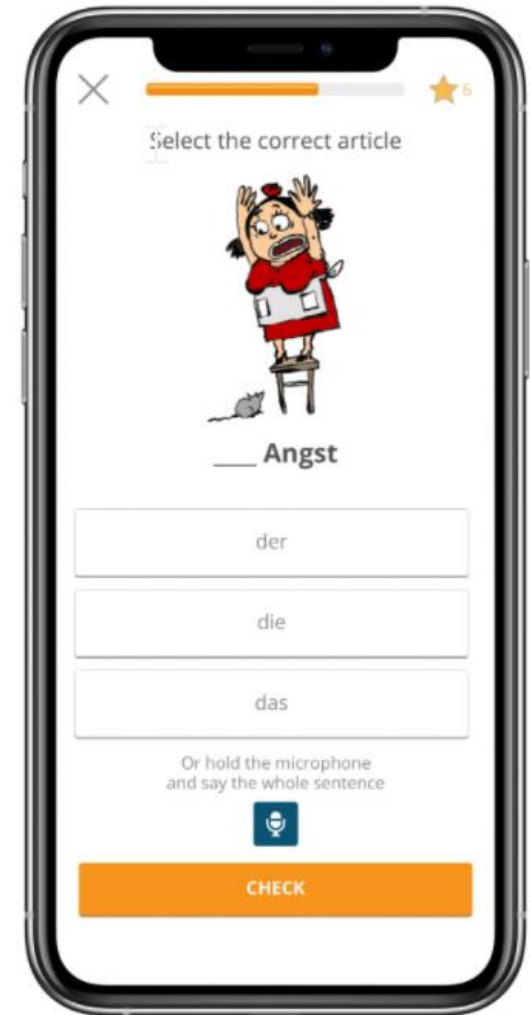 6
Select the correct article
___ Angst
der
die
das
Or hold the microphone
and say the whole sentence
CHECK